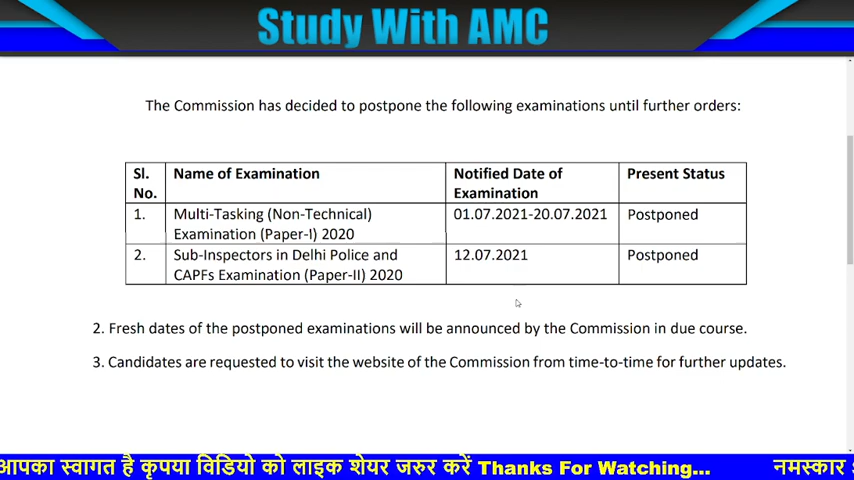 Study With AMC
The Commission has decided to postpone the following examinations until further orders:
Sl. No. Name of Examination Notified Date of Examination Present Status
1. Multi-Tasking (Non-Technical) Examination (Paper-I) 2020 01.07.2021-20.07.2021 Postponed
2. Sub-Inspectors in Delhi Police and CAPFs Examination (Paper-II) 2020 12.07.2021 Postponed
2. Fresh dates of the postponed examinations will be announced by the Commission in due course.
3. Candidates are requested to visit the website of the Commission from time-to-time for further updates.
आपका स्वागत है कृपया विडियो को लाइक शेयर जरुर करें Thanks For Watching... नमस्कार